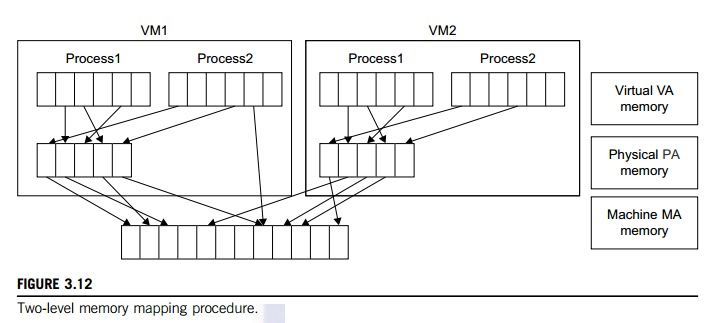 VM1
VM2
Process1
Process2
Process1
Process2
Virtual VA
memory
Physical PA
memory
Machine MA
memory
FIGURE 3.12
Two-level memory mapping procedure.